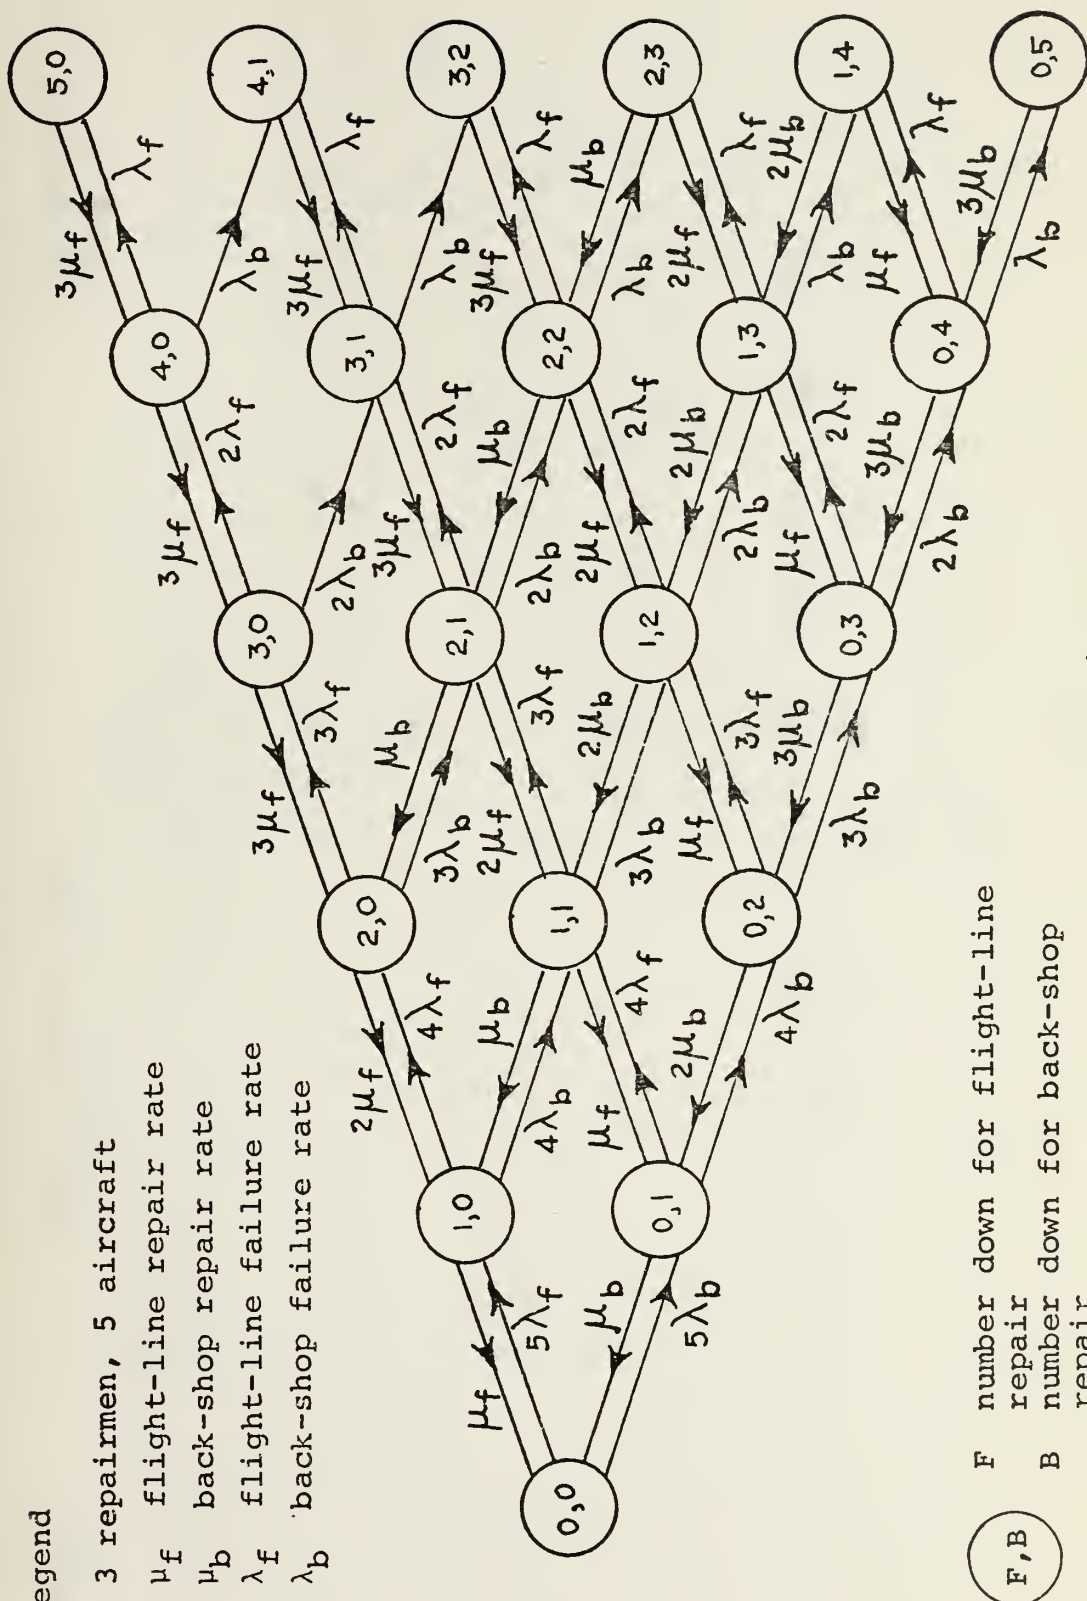 egend
3 repairmen, 5 aircraft
μf flight-line repair rate
μb back-shop repair rate
λf flight-line failure rate
λb back-shop failure rate
0,0
μf
5λf
μb
5λb
1,0
0,1
2μf
4λf
μb
4λb
μf
4λf
2μb
4λb
2,0
1,1
0,2
3μf
3λf
μb
3λb
2μf
3λf
2μb
3λb
μf
3λf
3μb
3λb
3,0
2,1
1,2
0,3
3μf
2λf
2λb
3μf
2λf
μb
2λb
2μf
2λf
2μb
2λb
μf
2λf
3μb
2λb
4,0
3,1
2,2
1,3
0,4
3μf
λf
λb
3μf
λf
λb
3μf
λf
μb
λb
2μf
λf
2μb
λb
μf
λf
3μb
λb
5,0
4,1
3,2
2,3
1,4
0,5
F,B
F number down for flight-line
repair
B number down for back-shop
repair